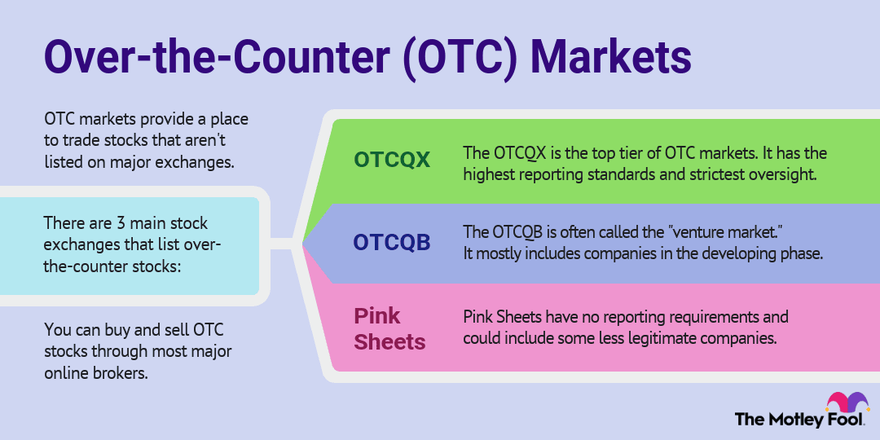 Over-the-Counter (OTC) Markets
OTC markets provide a place
to trade stocks that aren't
listed on major exchanges.
There are 3 main stock
exchanges that list over-
the-counter stocks:
You can buy and sell OTC
stocks through most major
online brokers.
OTCQX
The OTCQX is the top tier of OTC markets. It has the
highest reporting standards and strictest oversight.
OTCQB
The OTCQB is often called the "venture market."
It mostly includes companies in the developing phase.
Pink
Sheets
Pink Sheets have no reporting requirements and
could include some less legitimate companies.
The Motley Fool.